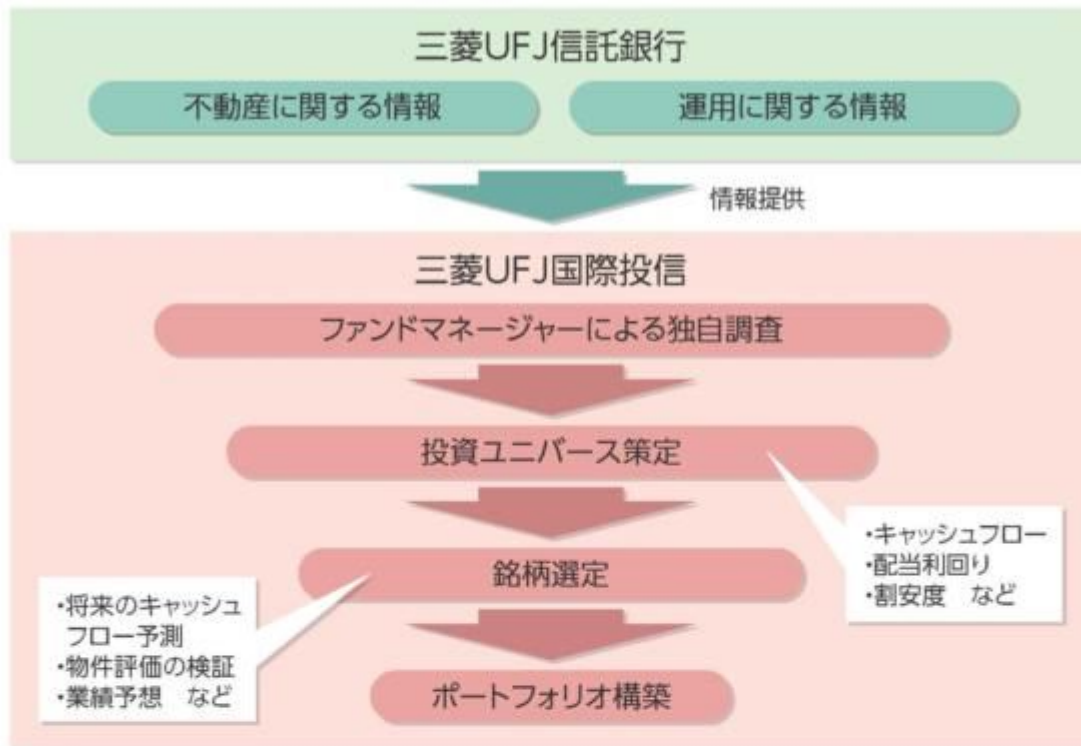 三菱UFJ信託銀行
不動産に関する情報
運用に関する情報
情報提供
三菱UFJ国際投信
ファンドマネージャーによる独自調査
投資ユニバース策定
・キャッシュフロー
・配当利回り
・割安度　など
銘柄選定
・将来のキャッシュ
フロー予測
・物件評価の検証
・業績予想　など
ポートフォリオ構築